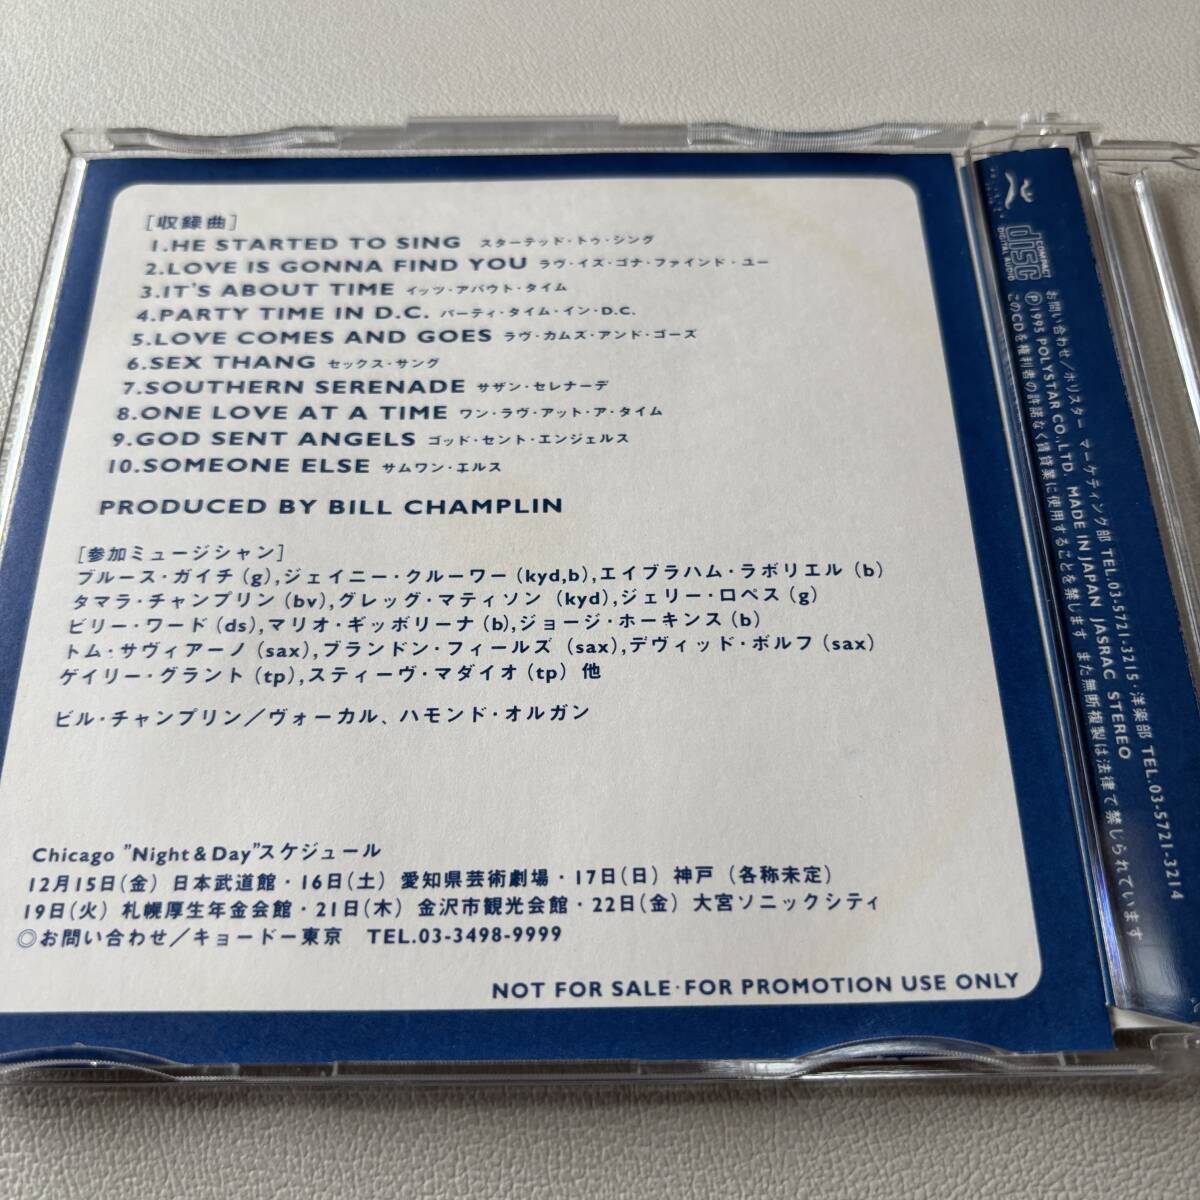 [収録曲]
1.HE STARTED TO SING スターテッド・トゥ・シング
2.LOVE IS GONNA FIND YOU ラヴ・イズ・ゴナ・ファインド・ユー
3.IT'S ABOUT TIME イッツ・アバウト・タイム
4.PARTY TIME IN D.C. パーティ・タイム・イン・D.C.
5.LOVE COMES AND GOES ラヴ・カムズ・アンド・ゴーズ
6.SEX THANG セックス・サング
7.SOUTHERN SERENADE サザン・セレナーデ
8.ONE LOVE AT A TIME ワン・ラヴ・アット・ア・タイム
9.GOD SENT ANGELS ゴッド・セント・エンジェルス
10.SOMEONE ELSE サムワン・エルス
PRODUCED BY BILL CHAMPLIN
[参加ミュージシャン]
ブルース・ガイチ(g),ジェイニー・クルーワー(kyd,b),エイブラハム・ラボリエル(b)
タマラ・チャンプリン(bv),グレッグ・マティソン(kyd),ジェリー・ロペス(g)
ビリー・ワード(ds),マリオ・ギッボリーナ(b),ジョージ・ホーキンス(b)
トム・サヴィアーノ(sax),ブランドン・フィールズ(sax),デヴィッド・ボルフ(sax)
ゲイリー・グラント(tp),スティーヴ・マダイオ(tp)他
ビル・チャンプリン/ヴォーカル、ハモンド・オルガン
Chicago "Night & Day"スケジュール
12月15日(金) 日本武道館・16日(土) 愛知県芸術劇場・17日(日) 神戸(各称未定)
19日(火) 札幌厚生年金会館・21日(木) 金沢市観光会館・22日(金) 大宮ソニックシティ
◎お問い合わせ/キョードー東京 TEL.03-3498-9999
NOT FOR SALE・FOR PROMOTION USE ONLY
COMPACT
disc
DIGITAL AUDIO
お問い合わせ/ポリスター マーケティング部 TEL.03-5721-3215・洋楽部 TEL.03-5721-3214
Ⓟ1995 POLYSTAR CO.,LTD. MADE IN JAPAN JASRAC STEREO
このCDを権利者の許諾なく賃貸業に使用することを禁じます また無断複製は法律で禁じられています